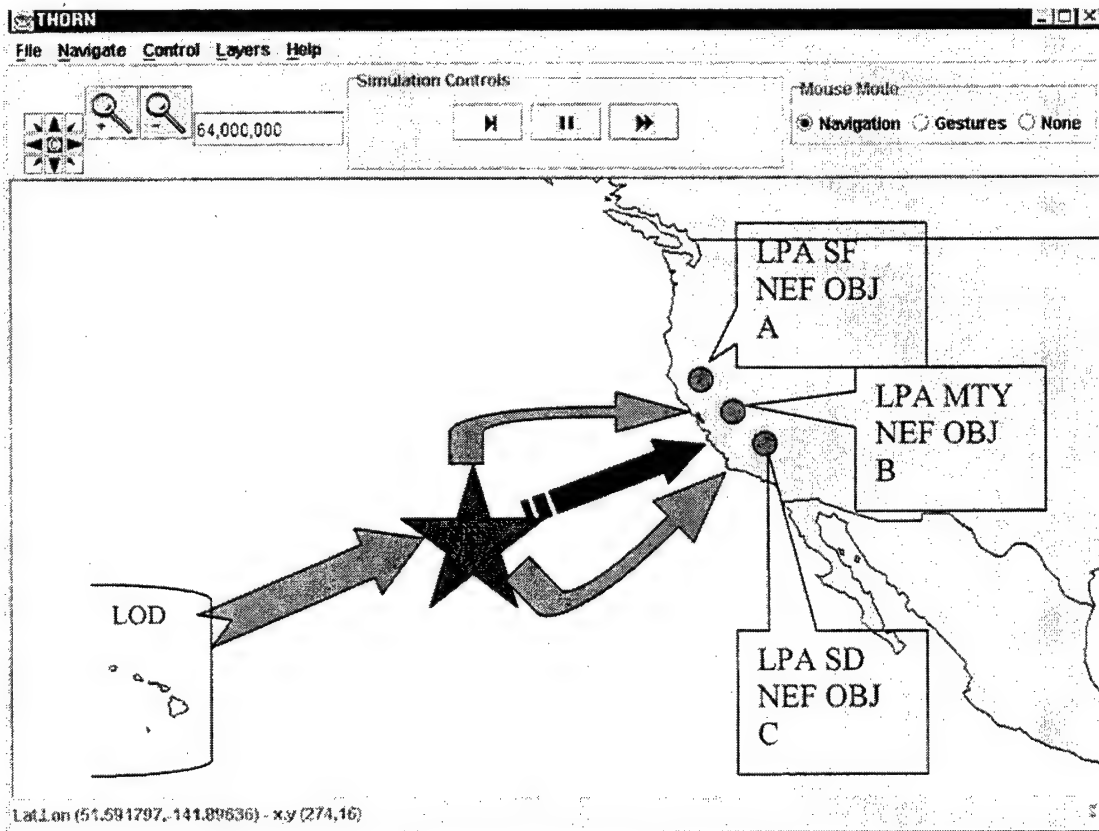 THORN
File Navigate Control Layers Help
Simulation Controls
Mouse Mode
64,000,000
Navigation Gestures None
LPA SF
NEF OBJ
A
LPA MTY
NEF OBJ
B
LOD
LPA SD
NEF OBJ
C
Lat.Lon (51.591797,-141.89636) - x.y (274,16)